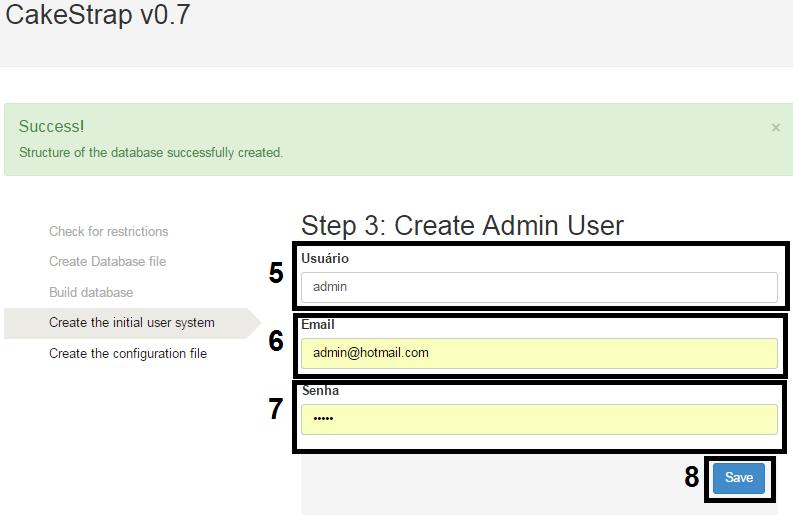 CakeStrap v0.7
Success!
×
Structure of the database successfully created.
Check for restrictions
Create Database file
Build database
Create the initial user system
Create the configuration file
Step 3: Create Admin User
5
Usuário
admin
6
Email
admin@hotmail.com
7
Senha
•••••
8
Save